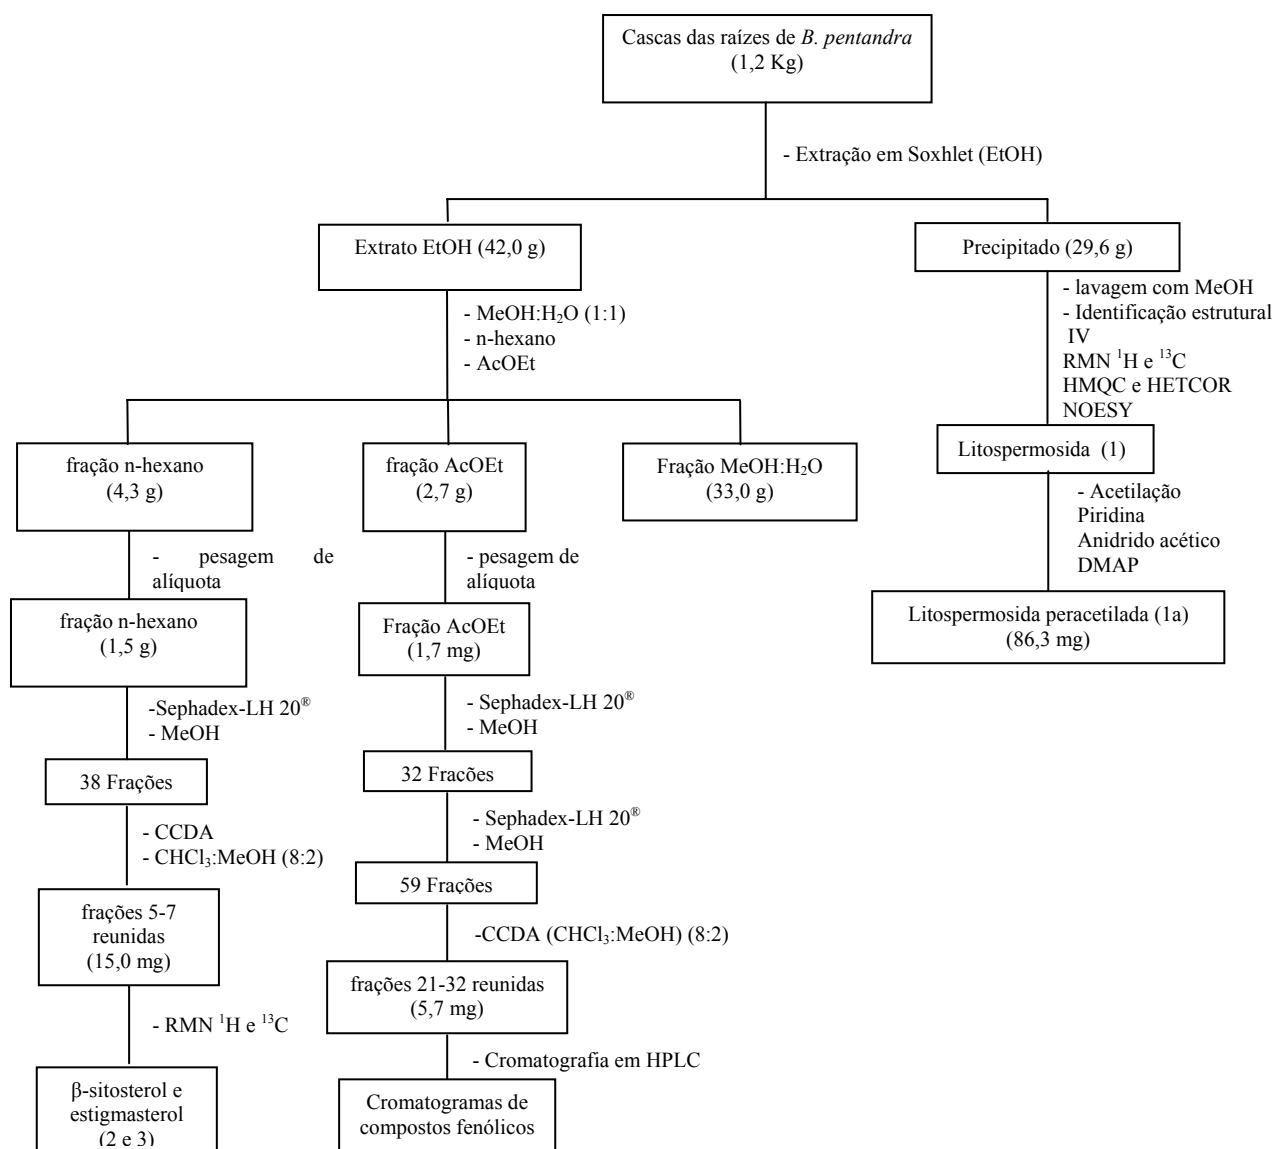 Cascas das raízes de B. pentandra
(1,2 Kg)
- Extração em Soxhlet (EtOH)
Extrato EtOH (42,0 g)
Precipitado (29,6 g)
- MeOH:H₂O (1:1)
- n-hexano
- AcOEt
- lavagem com MeOH
- Identificação estrutural
IV
RMN ¹H e ¹³C
HMQC e HETCOR
NOESY
fração n-hexano
(4,3 g)
fração AcOEt
(2,7 g)
Fração MeOH:H₂O
(33,0 g)
Litospermosida (1)
- Acetilação
Piridina
Anidrido acético
DMAP
- pesagem de
alíquota
- pesagem de
alíquota
fração n-hexano
(1,5 g)
Fração AcOEt
(1,7 mg)
Litospermosida peracetilada (1a)
(86,3 mg)
-Sephadex-LH 20®
- MeOH
- Sephadex-LH 20®
- MeOH
38 Frações
32 Fracões
- CCDA
- CHCl₃:MeOH (8:2)
- Sephadex-LH 20®
- MeOH
59 Frações
frações 5-7
reunidas
(15,0 mg)
-CCDA (CHCl₃:MeOH) (8:2)
frações 21-32 reunidas
(5,7 mg)
- RMN ¹H e ¹³C
- Cromatografia em HPLC
β-sitosterol e
estigmasterol
(2 e 3)
Cromatogramas de
compostos fenólicos